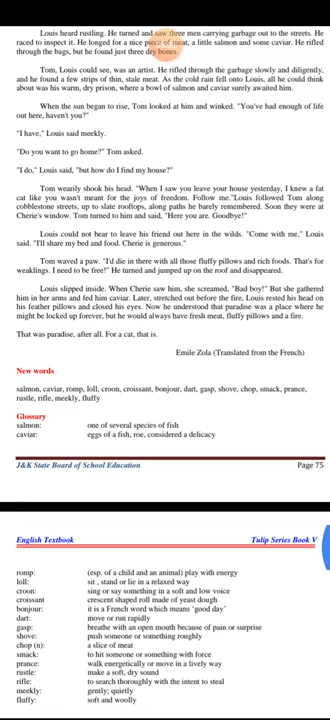 Louis heard rustling. He turned and saw three men carrying garbage out to the streets. He
raced to inspect it. He longed for a nice piece of meat, a little salmon and some caviar. He rifled
through the bags, but he found just three dry bones.
Tom, Louis could see, was an artist. He rifled through the garbage slowly and diligently,
and he found a few strips of thin, stale meat. As the cold rain fell onto Louis, all he could think
about was his warm, dry prison, where a bowl of salmon and caviar surely awaited him.
When the sun began to rise, Tom looked at him and winked. "You've had enough of life
out here, haven't you?"
"I have," Louis said meekly.
"Do you want to go home?" Tom asked.
"I do," Louis said, "but how do I find my house?"
Tom wearily shook his head. "When I saw you leave your house yesterday, I knew a fat
cat like you wasn't meant for the joys of freedom. Follow me."Louis followed Tom along
cobblestone streets, up to slate rooftops, along paths he barely remembered. Soon they were at
Cherie's window. Tom turned to him and said, "Here you are. Goodbye!"
Louis could not bear to leave his friend out here in the wilds. "Come with me," Louis
said. "I'll share my bed and food. Cherie is generous."
Tom waved a paw. "I'd die in there with all those fluffy pillows and rich foods. That's for
weaklings. I need to be free!" He turned and jumped up on the roof and disappeared.
Louis slipped inside. When Cherie saw him, she screamed, "Bad boy!" But she gathered
him in her arms and fed him caviar. Later, stretched out before the fire, Louis rested his head on
his feather pillows and closed his eyes. Now he understood that paradise was a place where he
might be locked up forever, but he would always have fresh meat, fluffy pillows and a fire.
That was paradise, after all. For a cat, that is.
Emile Zola (Translated from the French)
New words
salmon, caviar, romp, loll, croon, croissant, bonjour, dart, gasp, shove, chop, smack, prance,
rustle, rifle, meekly, fluffy
Glossary
salmon: one of several species of fish
caviar: eggs of a fish, roe, considered a delicacy
J&K State Board of School Education Page 75
English Textbook Tulip Series Book V
romp: (esp. of a child and an animal) play with energy
loll: sit , stand or lie in a relaxed way
croon: sing or say something in a soft and low voice
croissant crescent shaped roll made of yeast dough
bonjour: it is a French word which means 'good day'
dart: move or run rapidly
gasp: breathe with an open mouth because of pain or surprise
shove: push someone or something roughly
chop (n): a slice of meat
smack: to hit someone or something with force
prance: walk energetically or move in a lively way
rustle: make a soft, dry sound
rifle: to search thoroughly with the intent to steal
meekly: gently; quietly
fluffy: soft and woolly